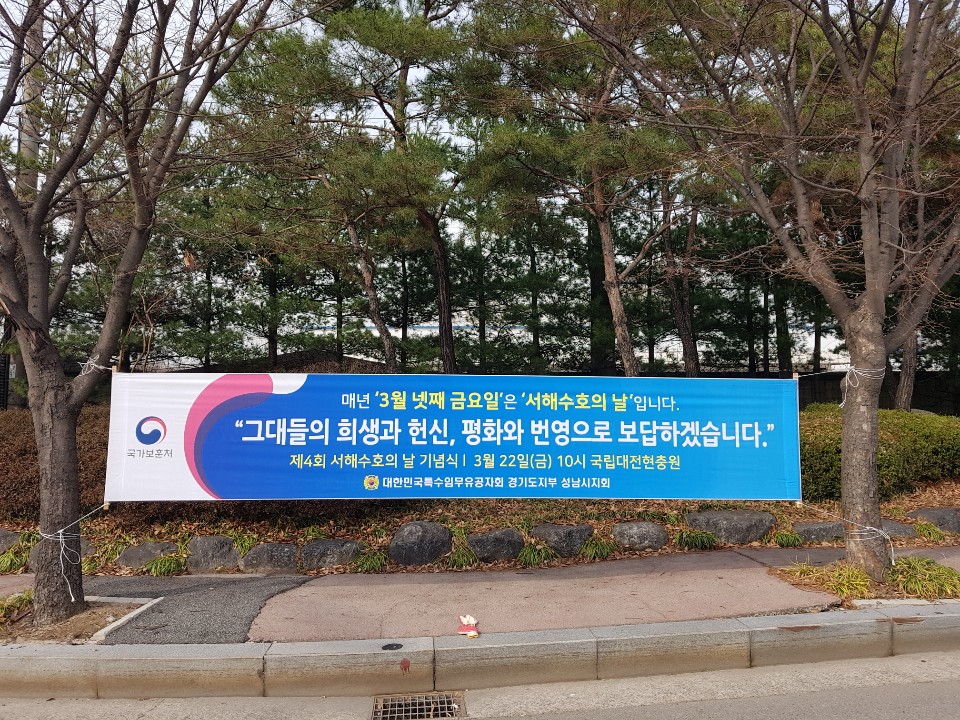 매년 '3월 넷째 금요일'은 '서해수호의 날'입니다.
"그대들의 희생과 헌신, 평화와 번영으로 보답하겠습니다."
국가보훈처
제4회 서해수호의 날 기념식 | 3월 22일(금) 10시 국립대전현충원
대한민국특수임무유공자회 경기도지부 성남시지회